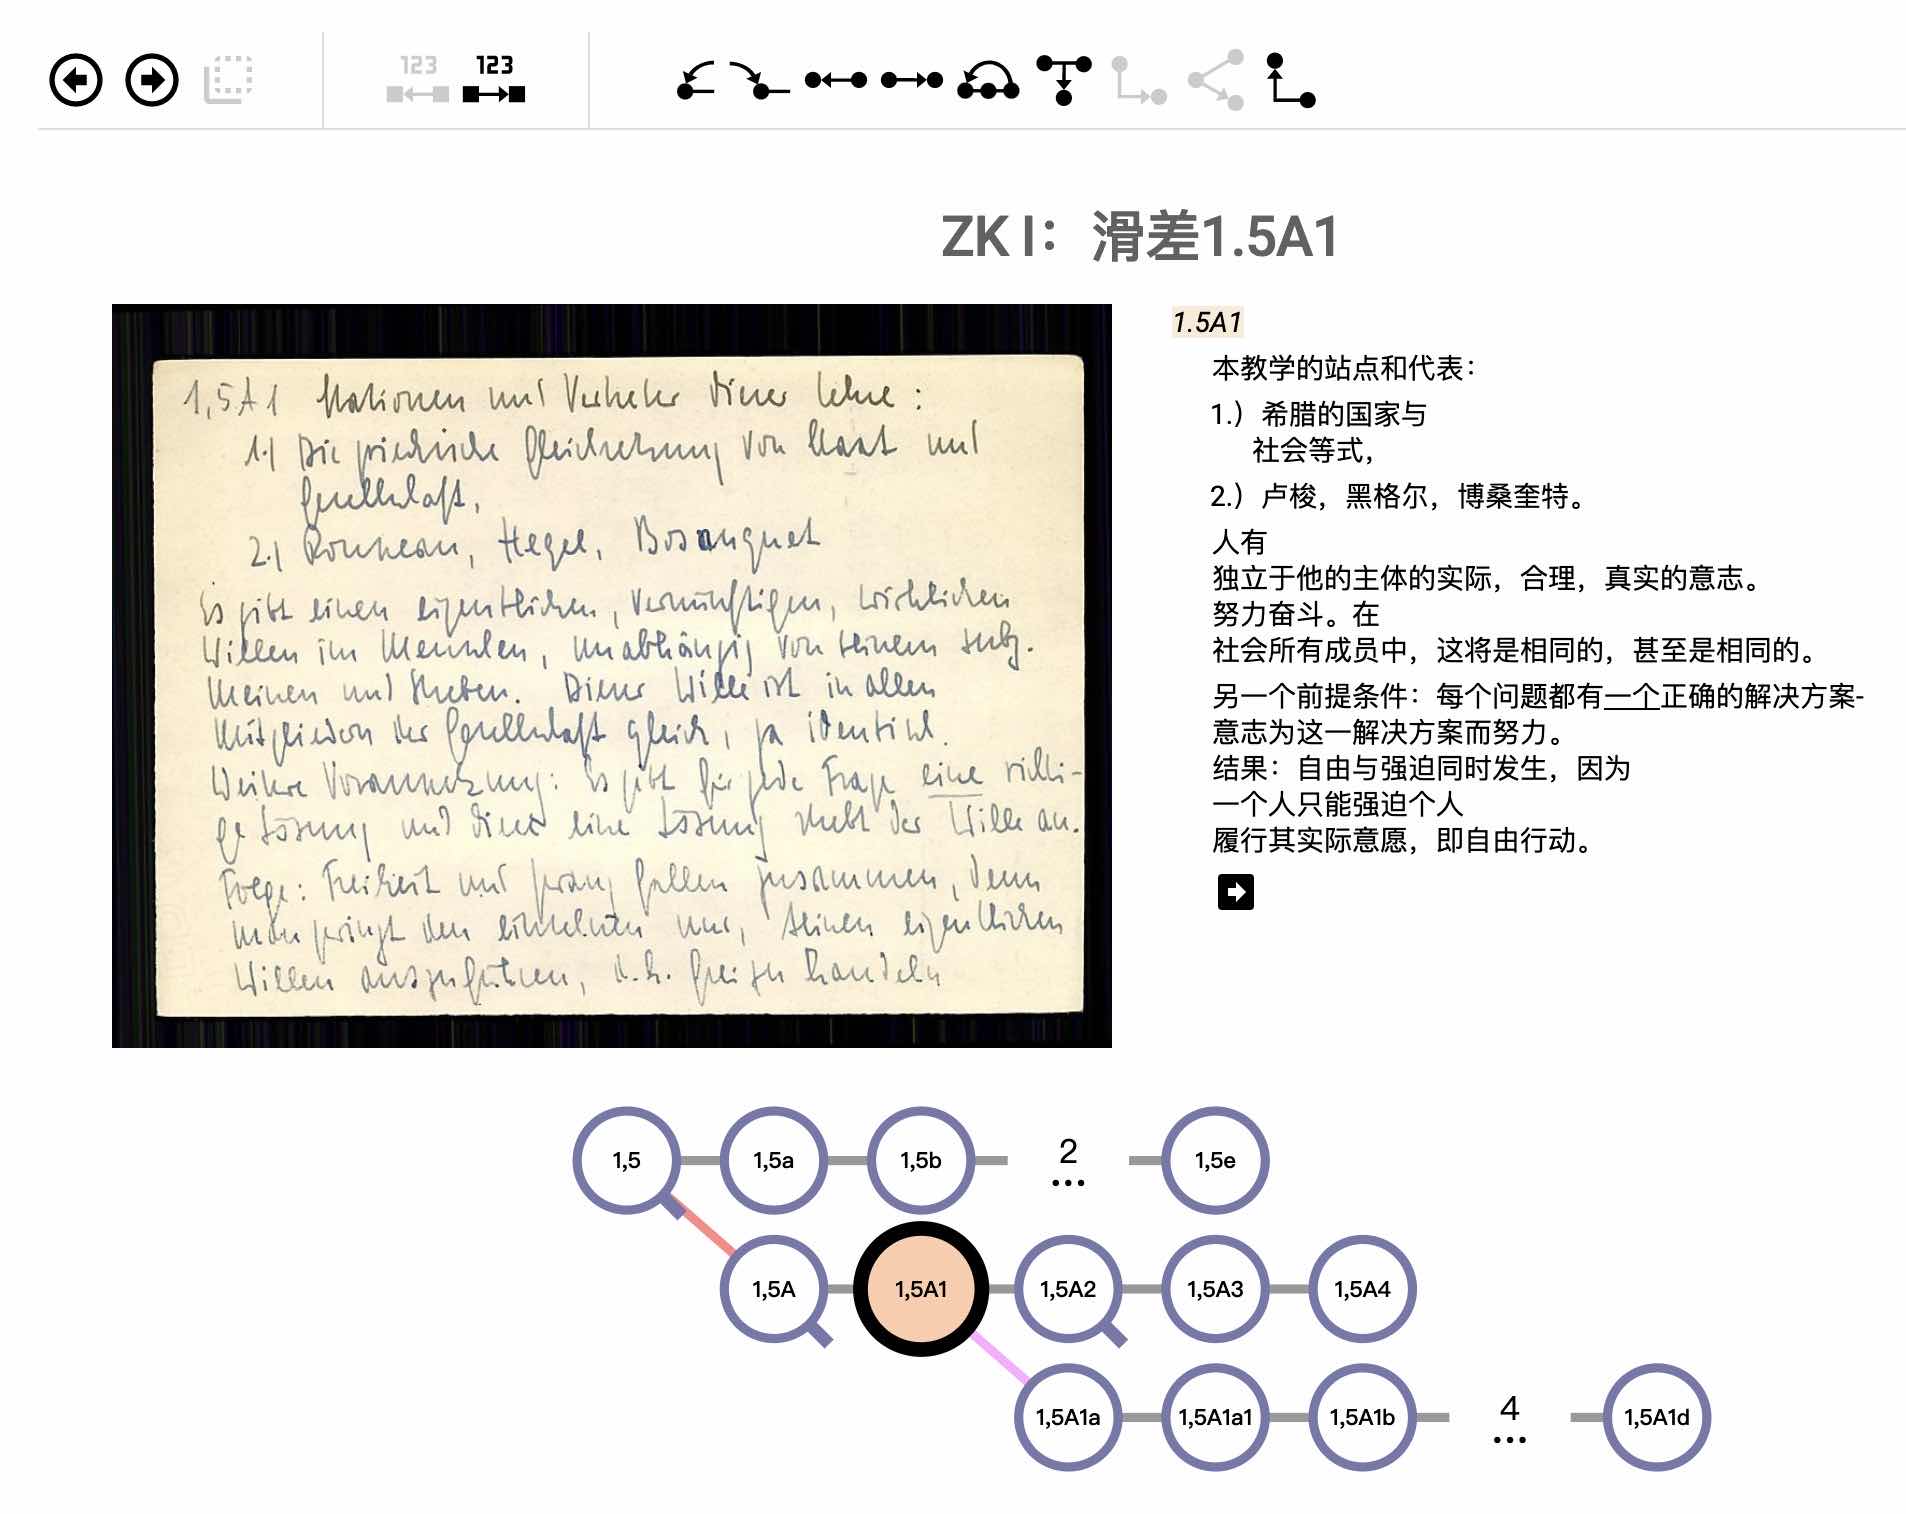 123
123
ZK I：滑差1.5A1
1,5A1 Stationen und Vertreter dieser Lehre :
1.) Die griechische Gleichsetzung von Staat und
Gesellschaft,
2.) Rousseau, Hegel, Bosanquet
Es gibt einen eigentlichen, vernünftigen, wirklichen
Willen im Menschen, unabhängig von seinem subj.
Meinen und Streben. Dieser Wille ist in allen
Mitgliedern der Gesellschaft gleich, ja identisch.
Weitere Voraussetzung: Es gibt für jede Frage eine richti-
ge Lösung und diese eine Lösung strebt der Wille an.
Folge: Freiheit und Zwang fallen zusammen, denn
man zwingt den einzelnen nur, seinen eigentlichen
Willen auszuführen, d.h. frei zu handeln
1.5A1
本教学的站点和代表：
1.）希腊的国家与
社会等式，
2.）卢梭，黑格尔，博桑奎特。
人有
独立于他的主体的实际，合理，真实的意志。
努力奋斗。在
社会所有成员中，这将是相同的，甚至是相同的。
另一个前提条件：每个问题都有一个正确的解决方案-
意志为这一解决方案而努力。
结果：自由与强迫同时发生，因为
一个人只能强迫个人
履行其实际意愿，即自由行动。
1,5
1,5a
1,5b
2
...
1,5e
1,5A
1,5A1
1,5A2
1,5A3
1,5A4
1,5A1a
1,5A1a1
1,5A1b
4
...
1,5A1d